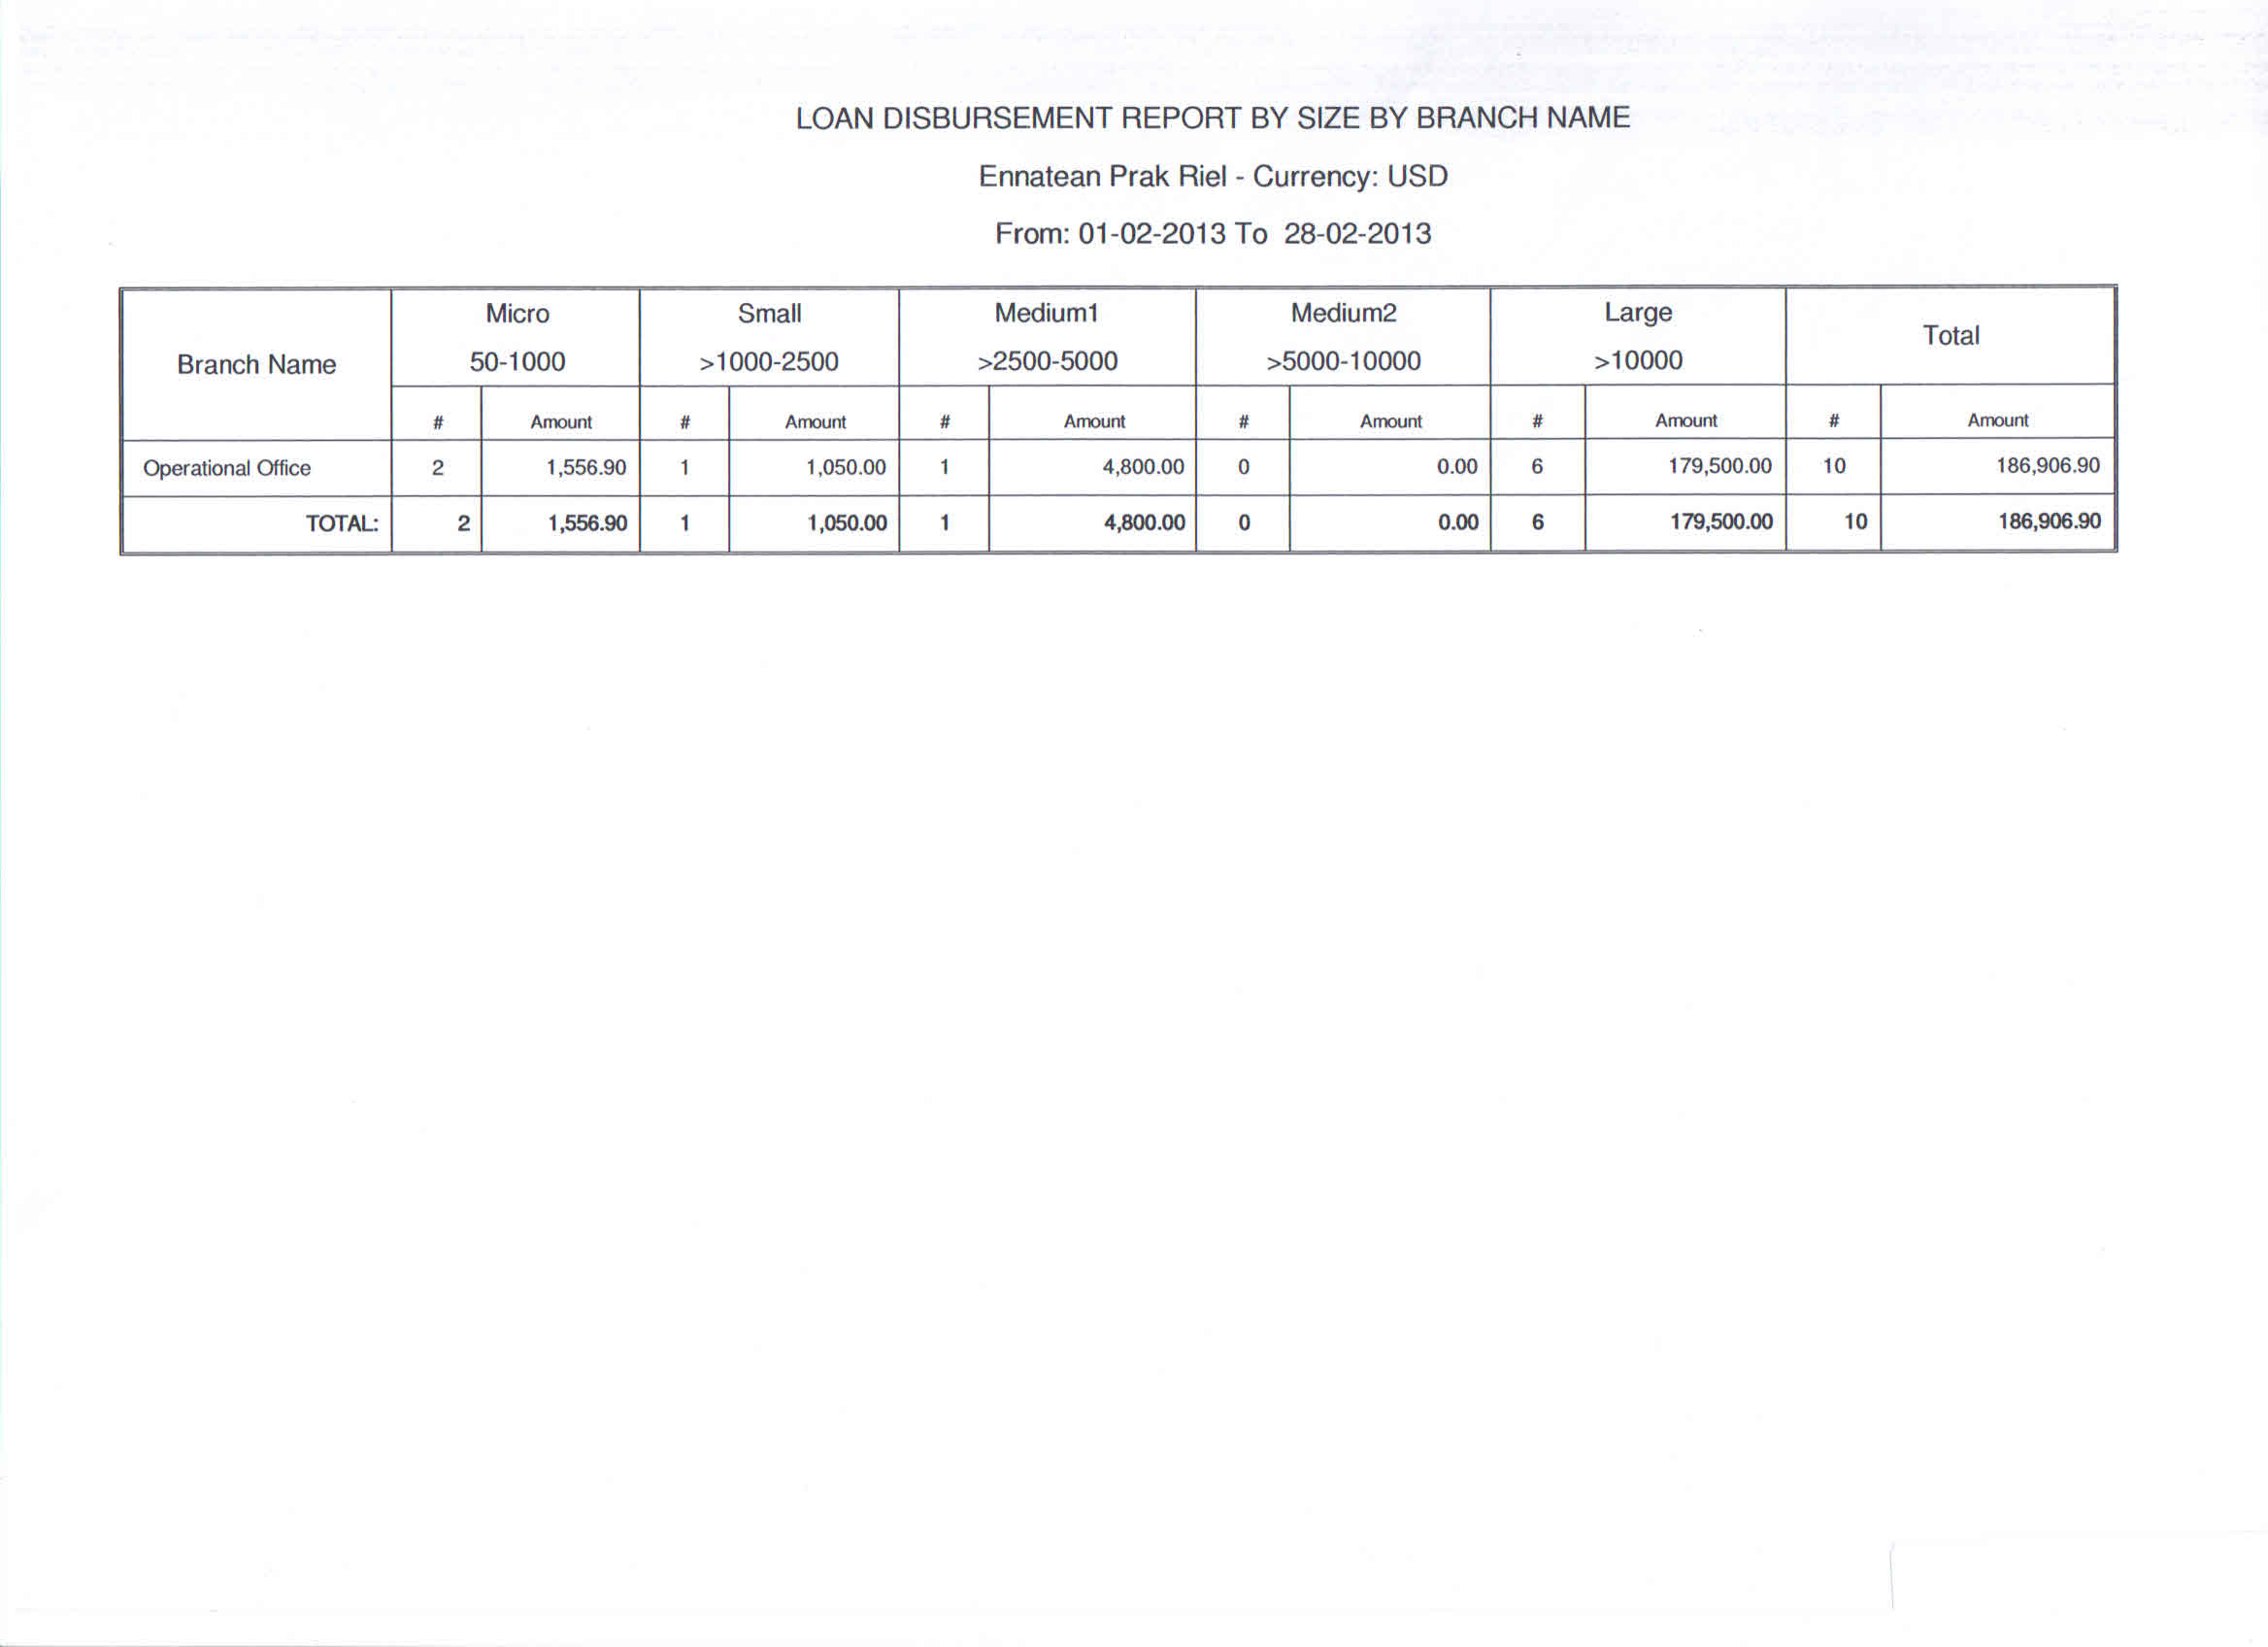 LOAN DISBURSEMENT REPORT BY SIZE BY BRANCH NAME
Ennatean Prak Riel - Currency: USD
From: 01-02-2013 To 28-02-2013
Branch Name
Micro Small Medium1 Medium2 Large Total
50-1000 >1000-2500 >2500-5000 >5000-10000 >10000
# Amount # Amount # Amount # Amount # Amount # Amount
Operational Office 2 1,556.90 1 1,050.00 1 4,800.00 0 0.00 6 179,500.00 10 186,906.90
TOTAL: 2 1,556.90 1 1,050.00 1 4,800.00 0 0.00 6 179,500.00 10 186,906.90